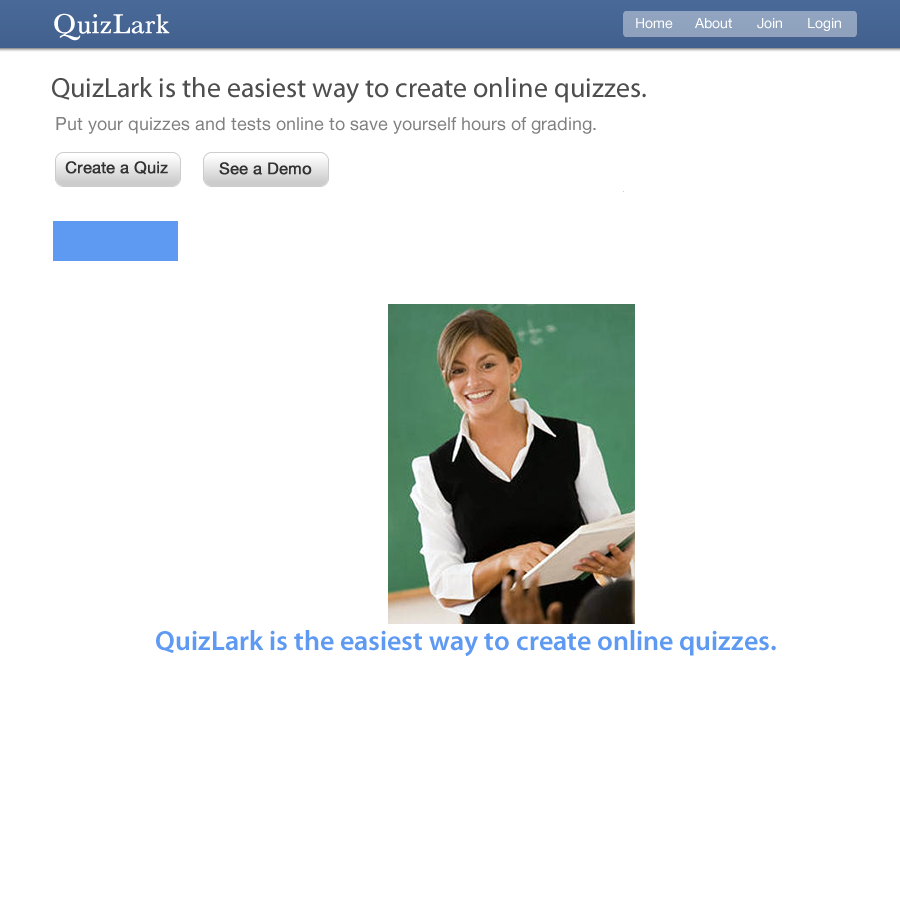 QuizLark
Home About Join Login
QuizLark is the easiest way to create online quizzes.
Put your quizzes and tests online to save yourself hours of grading.
Create a Quiz See a Demo
QuizLark is the easiest way to create online quizzes.